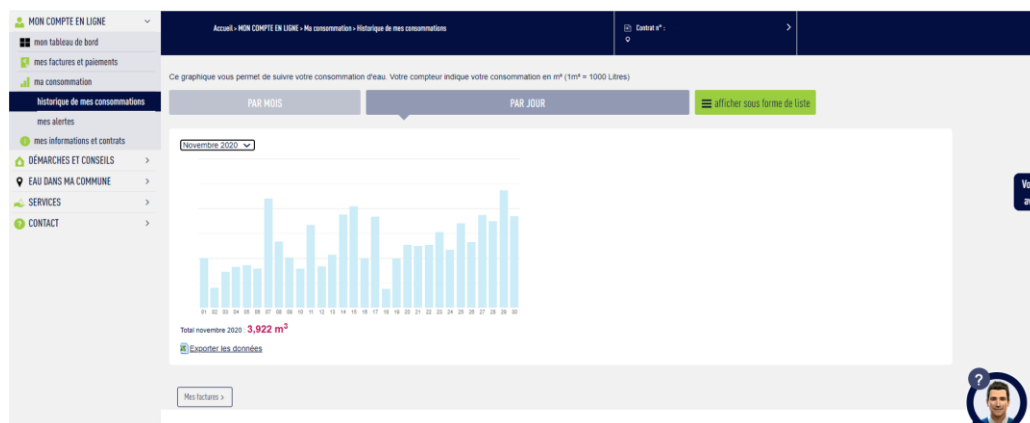 MON COMPTE EN LIGNE
mon tableau de bord
mes factures et paiements
ma consommation
historique de mes consommations
mes alertes
mes informations et contrats
DÉMARCHES ET CONSEILS
EAU DANS MA COMMUNE
SERVICES
CONTACT
Accueil > MON COMPTE EN LIGNE > Ma consommation > Historique de mes consommations
Contrat n° :
Ce graphique vous permet de suivre votre consommation d'eau. Votre compteur indique votre consommation en m³ (1m³ = 1000 Litres)
PAR MOIS
PAR JOUR
afficher sous forme de liste
Novembre 2020
01 02 03 04 05 06 07 08 09 10 11 12 13 14 15 16 17 18 19 20 21 22 23 24 25 26 27 28 29 30
Total novembre 2020 : 3,922 m³
Exporter les données
Mes factures >
Vo
a
?